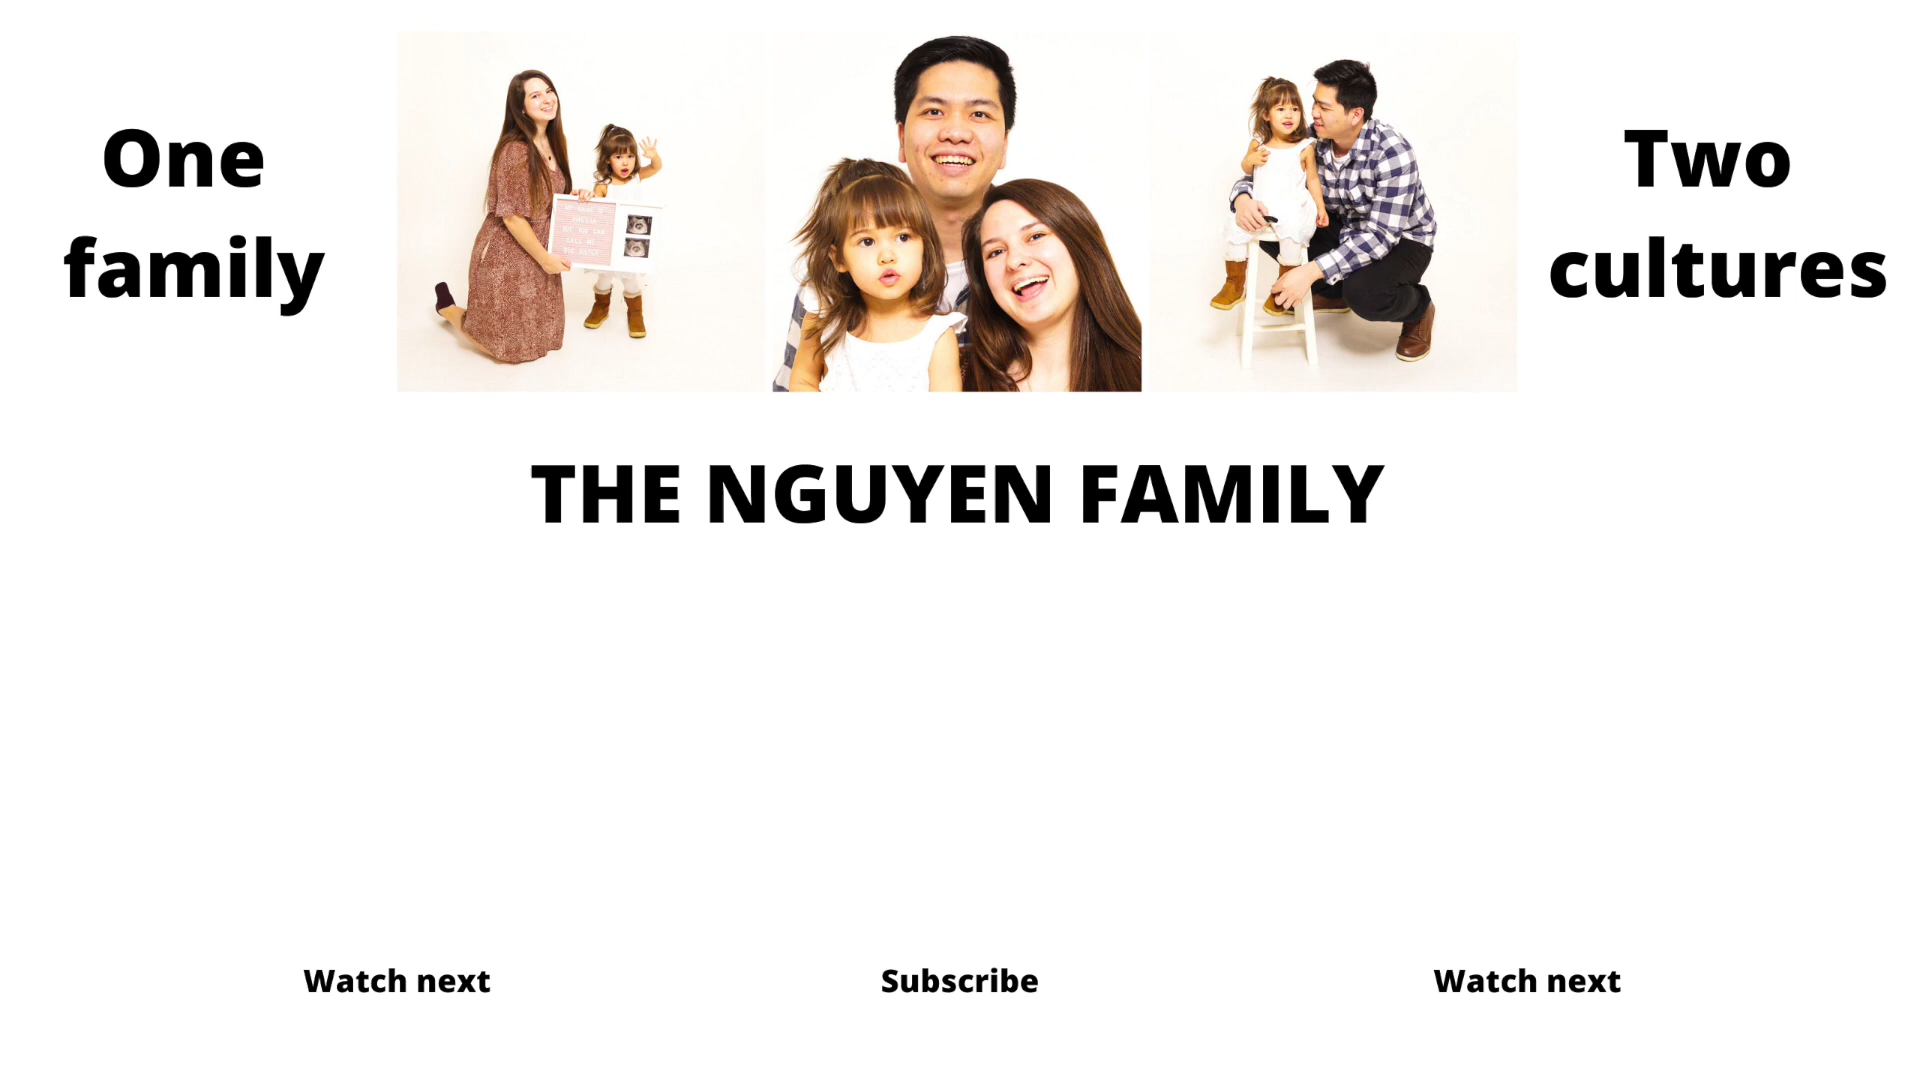 One
family
Two
cultures
THE NGUYEN FAMILY
Watch next
Subscribe
Watch next